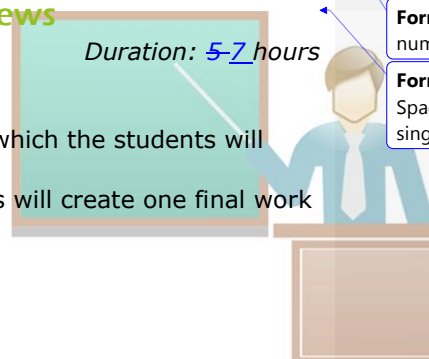 ews
Duration: 5 7 hours
which the students will
s will create one final work
Form
num
Form
Spa
sing